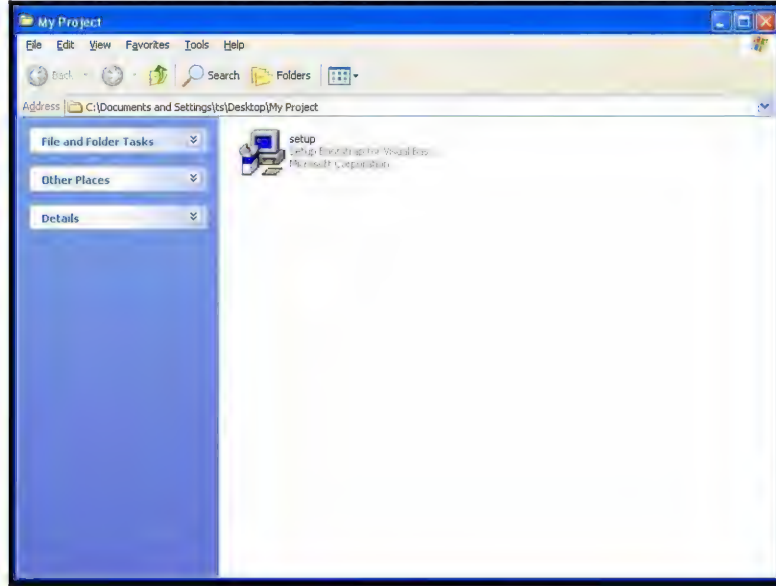 My Project
File Edit View Favorites Tools Help
Back Search Folders
Address C:\Documents and Settings\ts\Desktop\My Project
File and Folder Tasks
Other Places
Details
setup
Setup Bootstrap for Visual Bas...
Microsoft Corporation